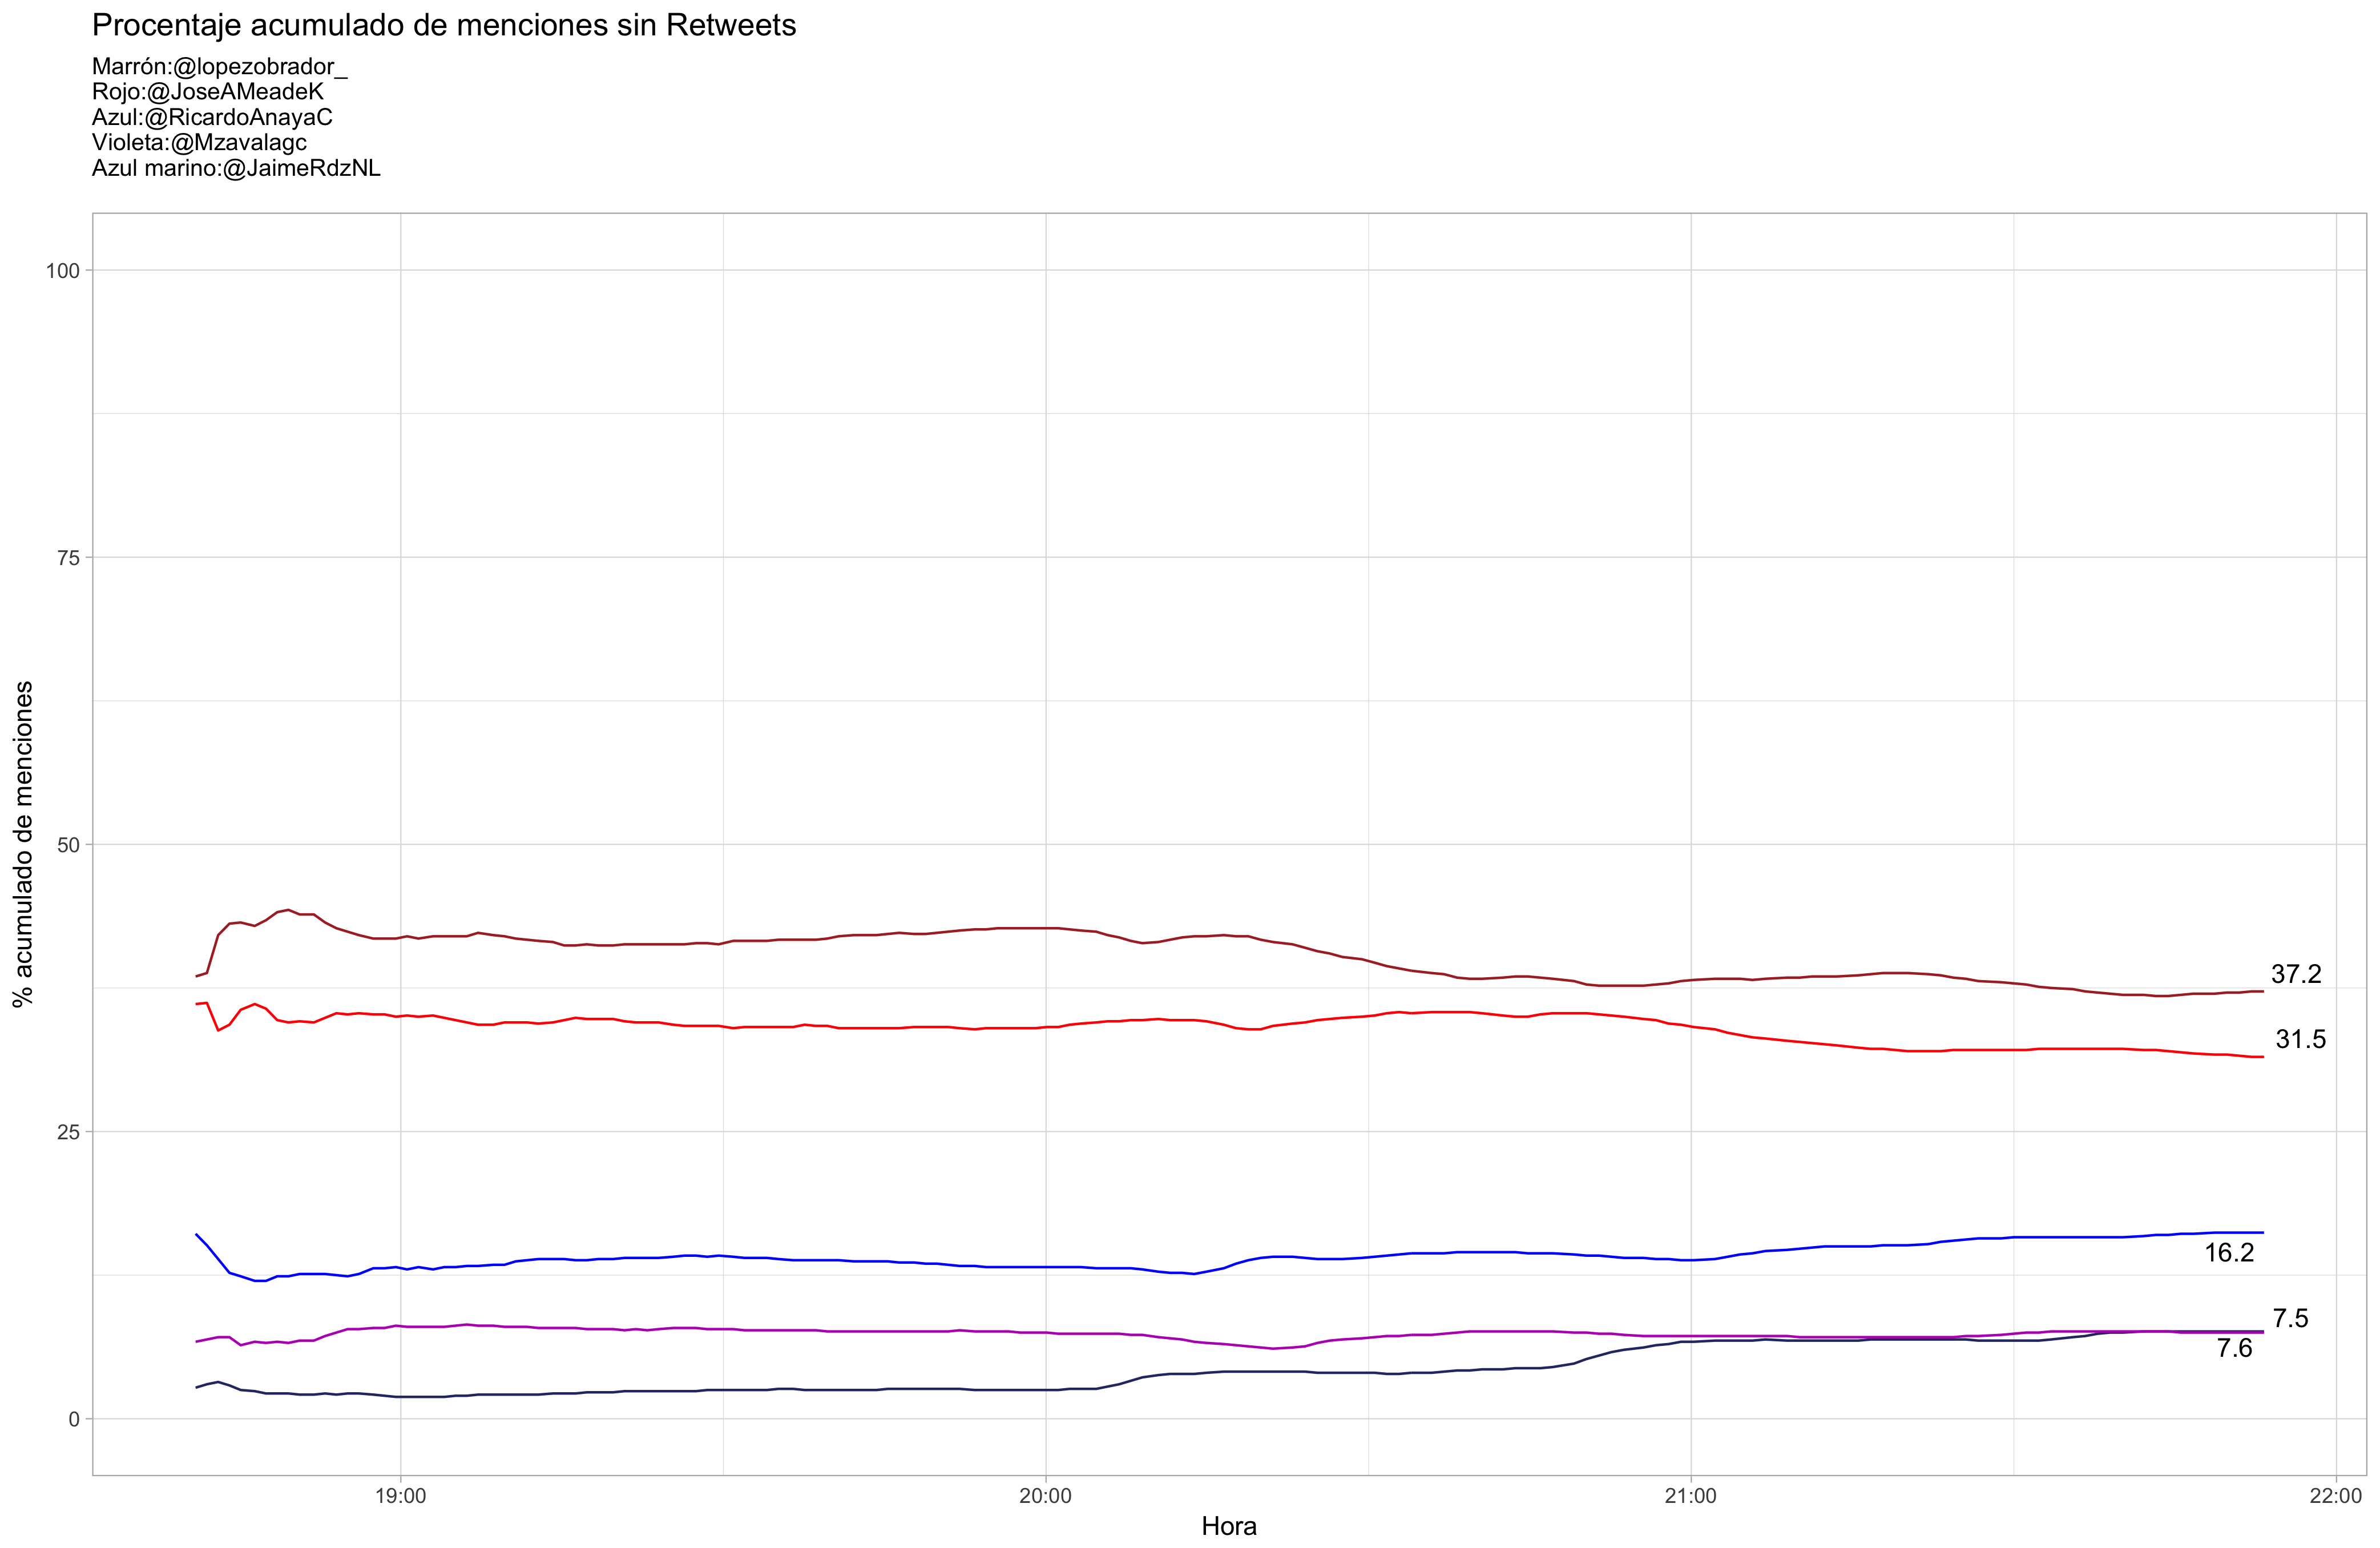 Procentaje acumulado de menciones sin Retweets
Marrón:@lopezobrador_
Rojo:@JoseAMeadeK
Azul:@RicardoAnayaC
Violeta:@Mzavalagc
Azul marino:@JaimeRdzNL
% acumulado de menciones
100
75
50
25
0
37.2
31.5
16.2
7.5
7.6
19:00
20:00
21:00
22:00
Hora